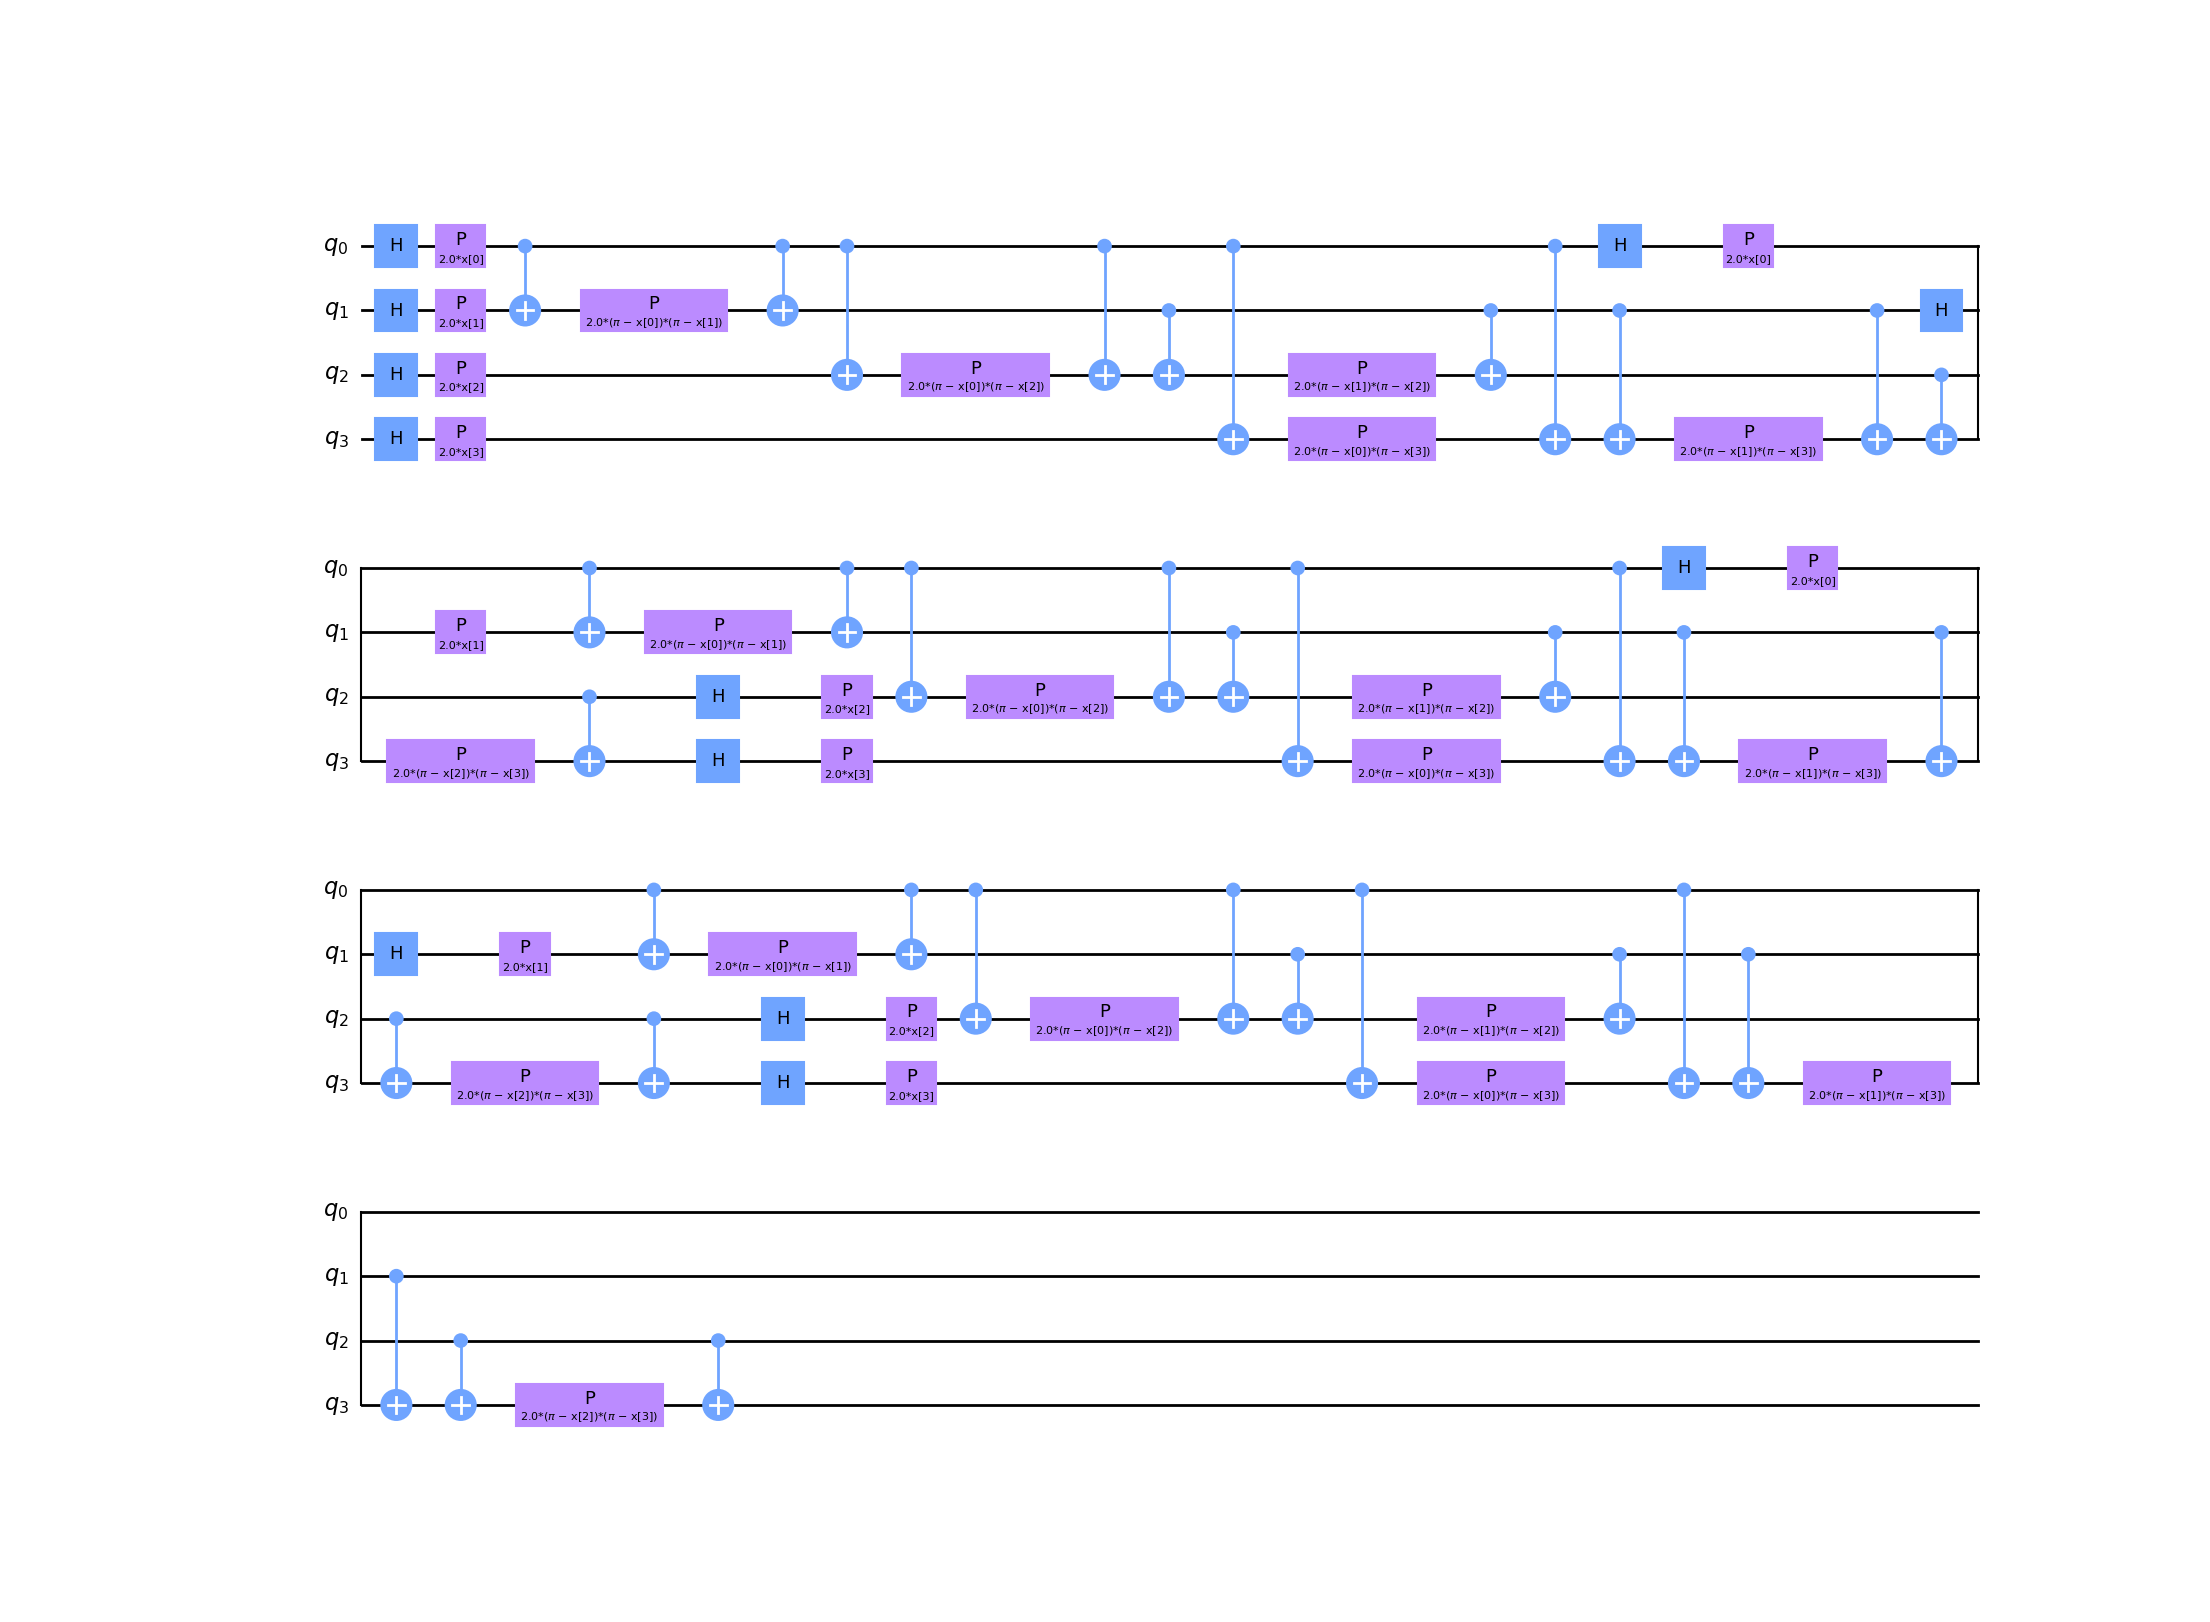 q0 H P 2.0*x[0] H P 2.0*x[0]
q1 H P 2.0*x[1] P 2.0*(π − x[0])*(π − x[1]) H
q2 H P 2.0*x[2] P 2.0*(π − x[0])*(π − x[2]) P 2.0*(π − x[1])*(π − x[2])
q3 H P 2.0*x[3] P 2.0*(π − x[0])*(π − x[3]) P 2.0*(π − x[1])*(π − x[3])
q0 H P 2.0*x[0]
q1 P 2.0*x[1] P 2.0*(π − x[0])*(π − x[1])
q2 H P 2.0*x[2] P 2.0*(π − x[0])*(π − x[2]) P 2.0*(π − x[1])*(π − x[2])
q3 P 2.0*(π − x[2])*(π − x[3]) H P 2.0*x[3] P 2.0*(π − x[0])*(π − x[3]) P 2.0*(π − x[1])*(π − x[3])
q0
q1 H P 2.0*x[1] P 2.0*(π − x[0])*(π − x[1])
q2 H P 2.0*x[2] P 2.0*(π − x[0])*(π − x[2]) P 2.0*(π − x[1])*(π − x[2])
q3 P 2.0*(π − x[2])*(π − x[3]) H P 2.0*x[3] P 2.0*(π − x[0])*(π − x[3]) P 2.0*(π − x[1])*(π − x[3])
q0
q1
q2
q3 P 2.0*(π − x[2])*(π − x[3])